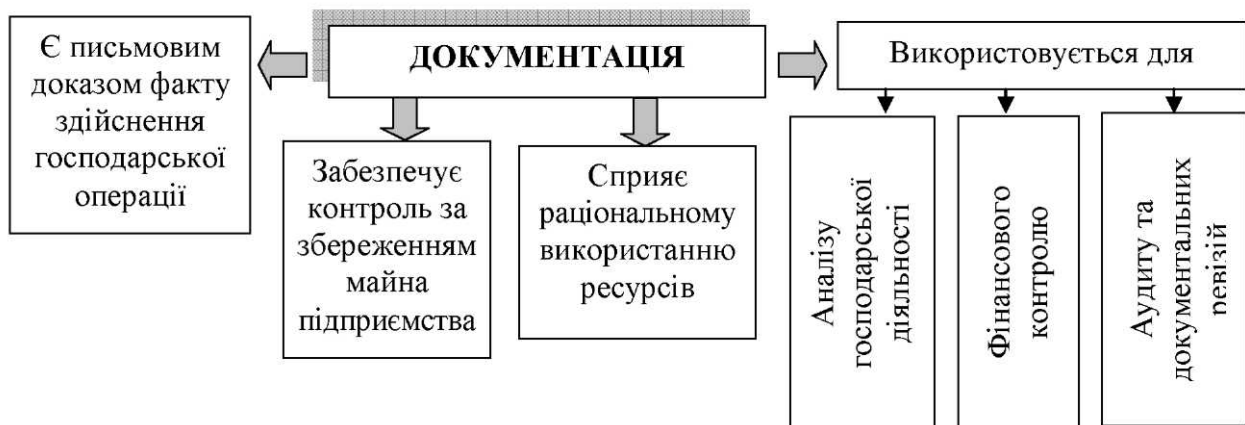 Є письмовим
доказом факту
здійснення
господарської
операції
ДОКУМЕНТАЦІЯ
Забезпечує
контроль за
збереженням
майна
підприємства
Сприяє
раціональному
використанню
ресурсів
Використовується для
Аналізу
господарської
діяльності
Фінансового
контролю
Аудиту та
документальних
ревізій